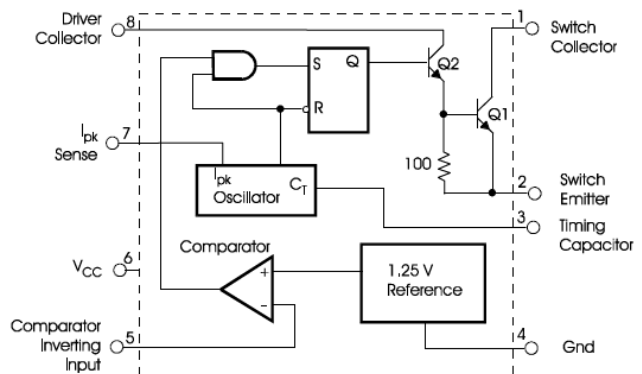 Driver
Collector
8
1
Switch
Collector
S
Q
R
Q2
Q1
Ipk
Sense
7
100
Ipk
Oscillator
CT
2
Switch
Emitter
3
Timing
Capacitor
Comparator
+
-
1.25 V
Reference
VCC
6
Comparator
Inverting
Input
5
4
Gnd